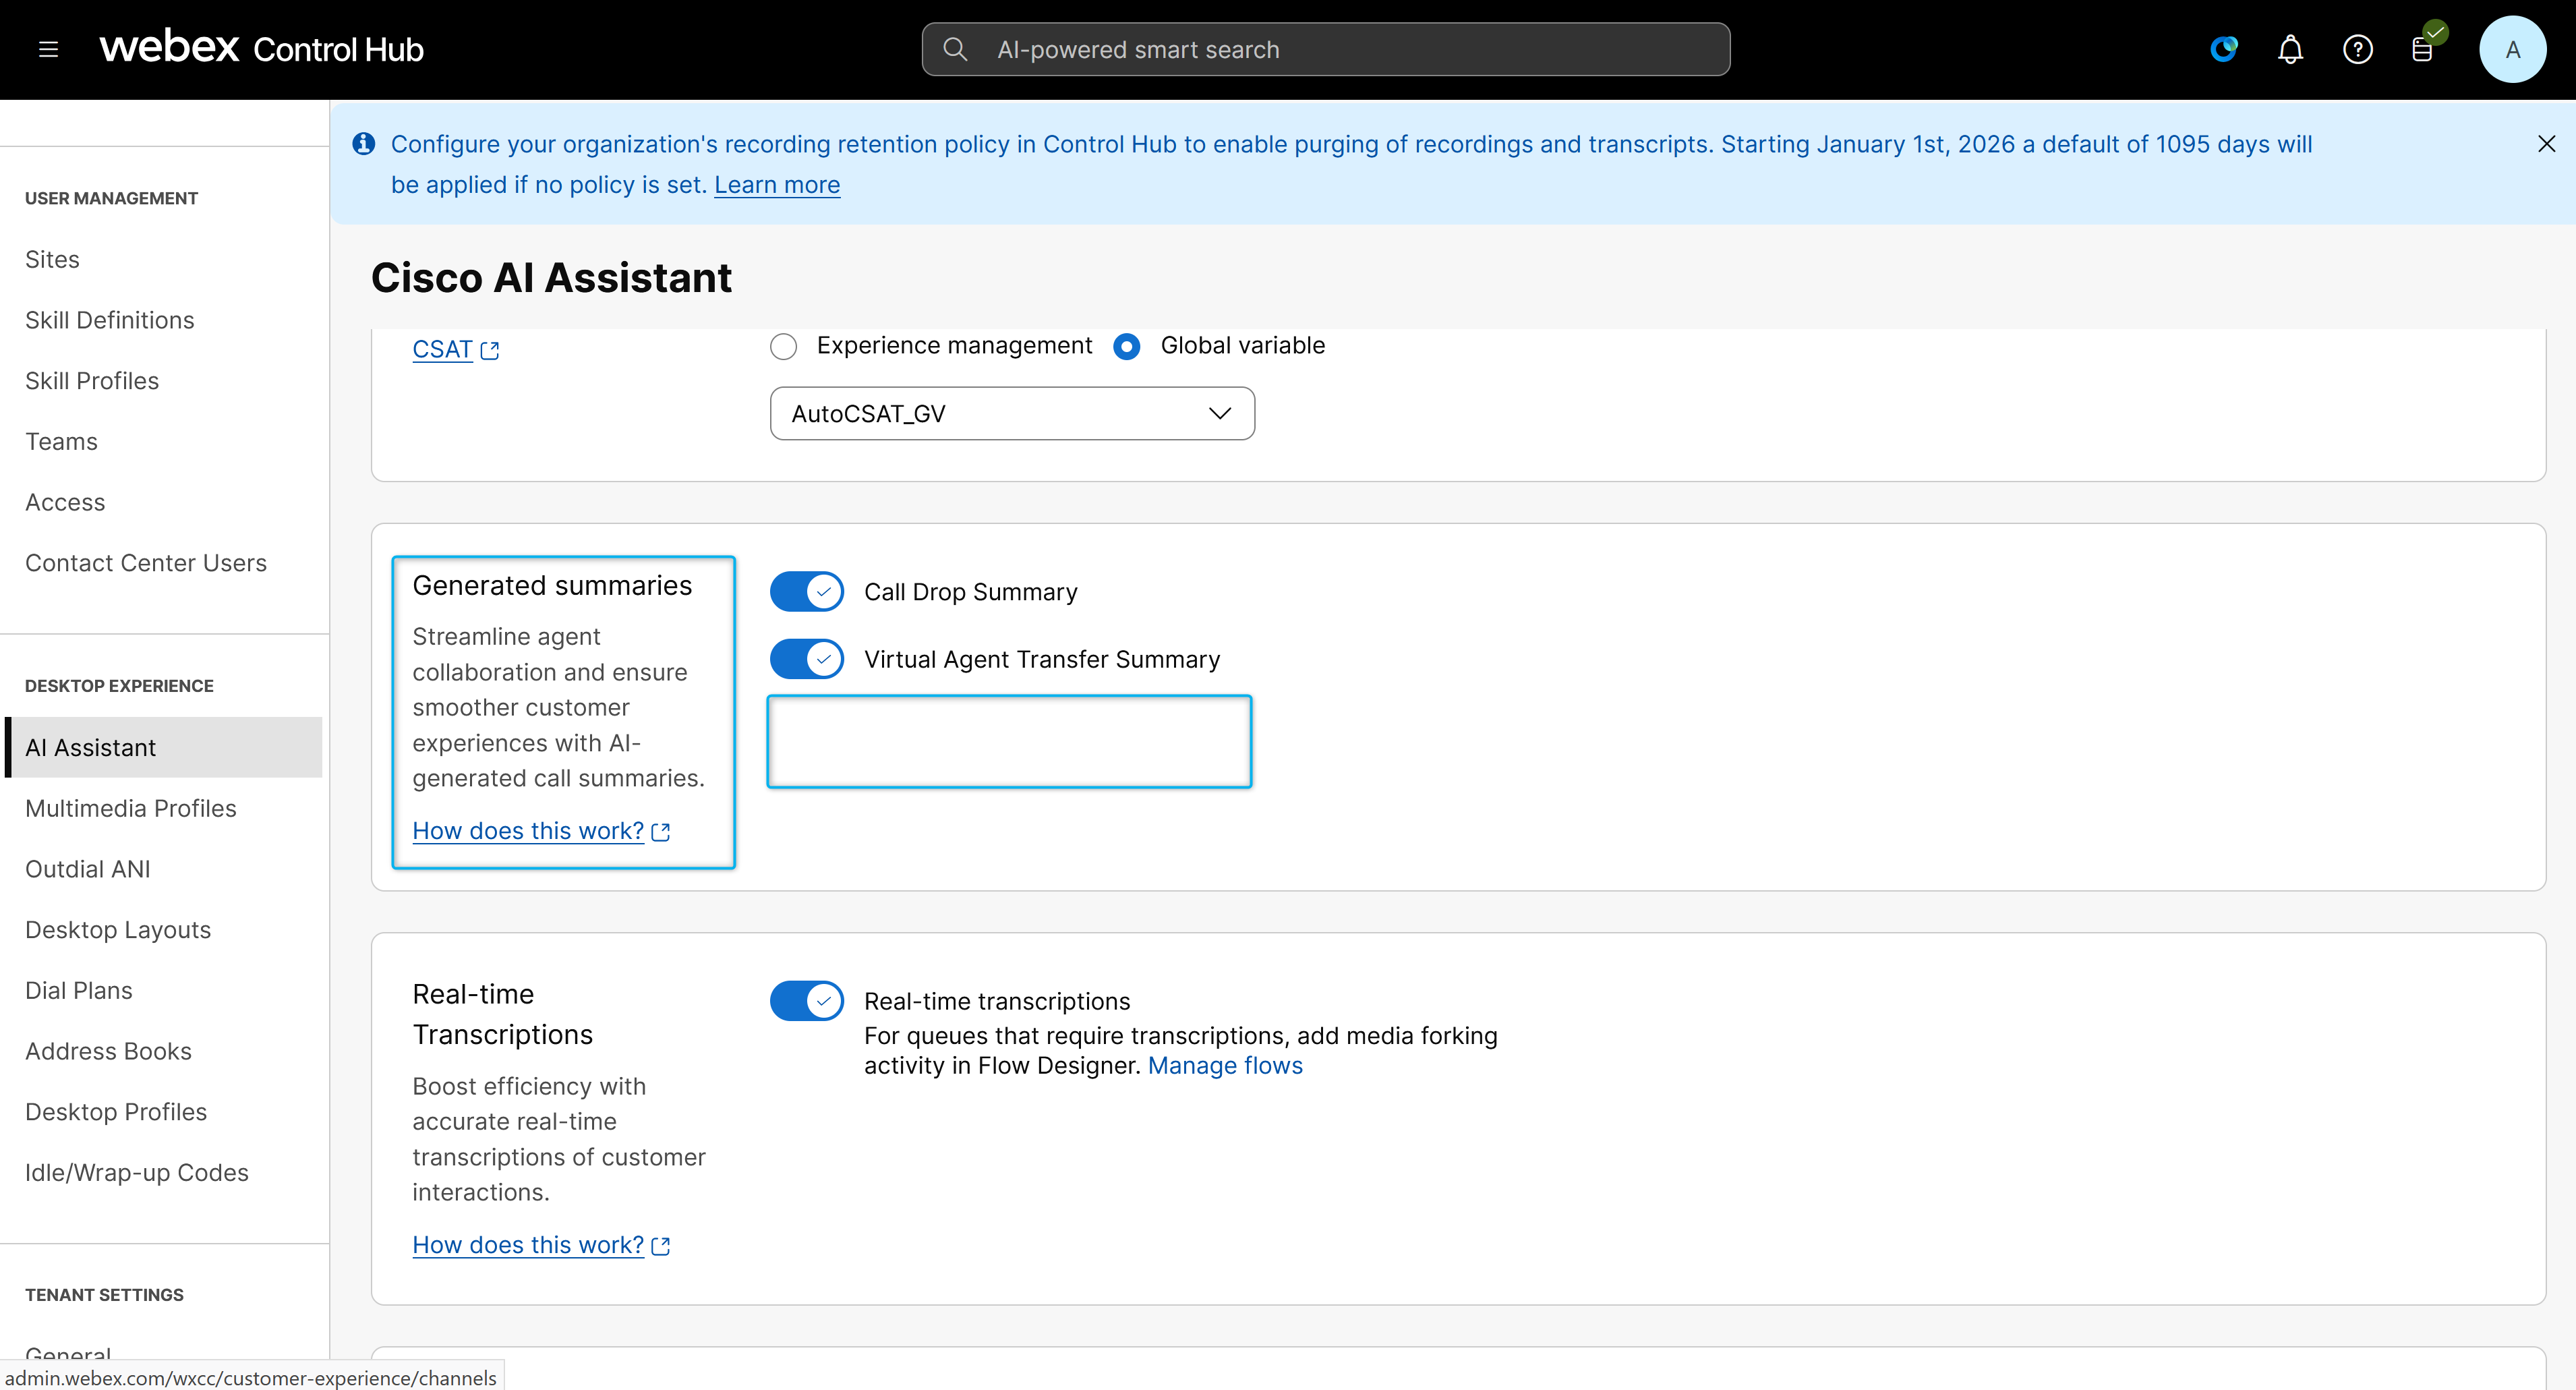 webex Control Hub
AI-powered smart search
A
Configure your organization's recording retention policy in Control Hub to enable purging of recordings and transcripts. Starting January 1st, 2026 a default of 1095 days will
be applied if no policy is set. Learn more
USER MANAGEMENT
Sites
Skill Definitions
Skill Profiles
Teams
Access
Contact Center Users
DESKTOP EXPERIENCE
AI Assistant
Multimedia Profiles
Outdial ANI
Desktop Layouts
Dial Plans
Address Books
Desktop Profiles
Idle/Wrap-up Codes
TENANT SETTINGS
General
admin.webex.com/wxcc/customer-experience/channels
Cisco AI Assistant
CSAT
Experience management
Global variable
AutoCSAT_GV
Generated summaries
Streamline agent
collaboration and ensure
smoother customer
experiences with AI-
generated call summaries.
How does this work?
Call Drop Summary
Virtual Agent Transfer Summary
Real-time
Transcriptions
Boost efficiency with
accurate real-time
transcriptions of customer
interactions.
How does this work?
Real-time transcriptions
For queues that require transcriptions, add media forking
activity in Flow Designer. Manage flows